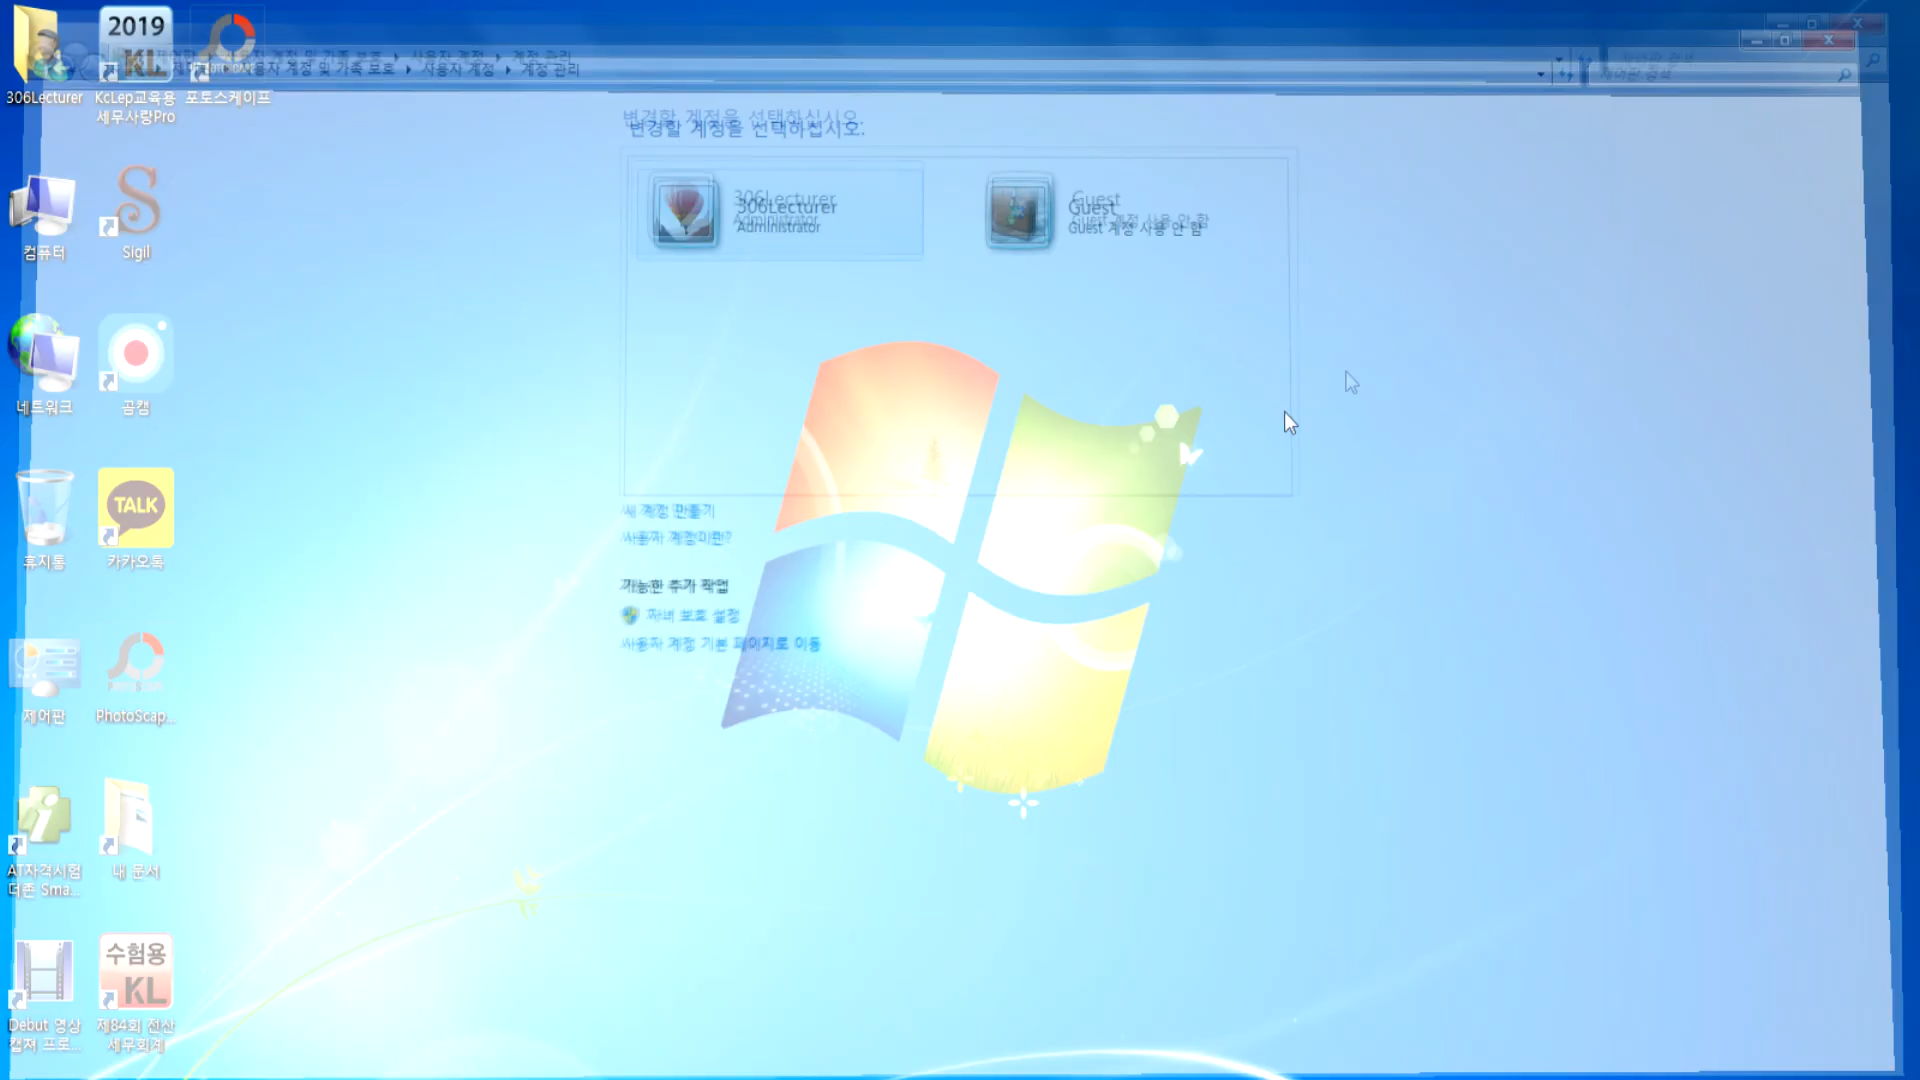 사용자 계정 및 가족 보호 ▸ 사용자 계정 ▸ 계정 관리
제어판 검색
변경할 계정을 선택하십시오.
306Lecturer
Administrator
Guest
Guest 계정 사용 안 함
새 계정 만들기
사용자 계정이란?
가능한 추가 작업
자녀 보호 설정
사용자 계정 기본 페이지로 이동
306Lecturer
컴퓨터
네트워크
휴지통
제어판
AT자격시험
더존 Sma...
Debut 영상
캡쳐 프로...
2019
KL
KcLep교육용
세무사랑Pro
Sigil
곰캠
TALK
카카오톡
PhotoScap...
내 문서
수험용
KL
제84회 전산
세무회계
포토스케이프